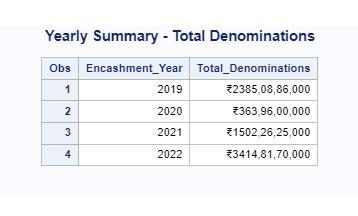 Yearly Summary - Total Denominations
Obs Encashment_Year Total_Denominations
1 2019 ₹2385,08,86,000
2 2020 ₹363,96,00,000
3 2021 ₹1502,26,25,000
4 2022 ₹3414,81,70,000